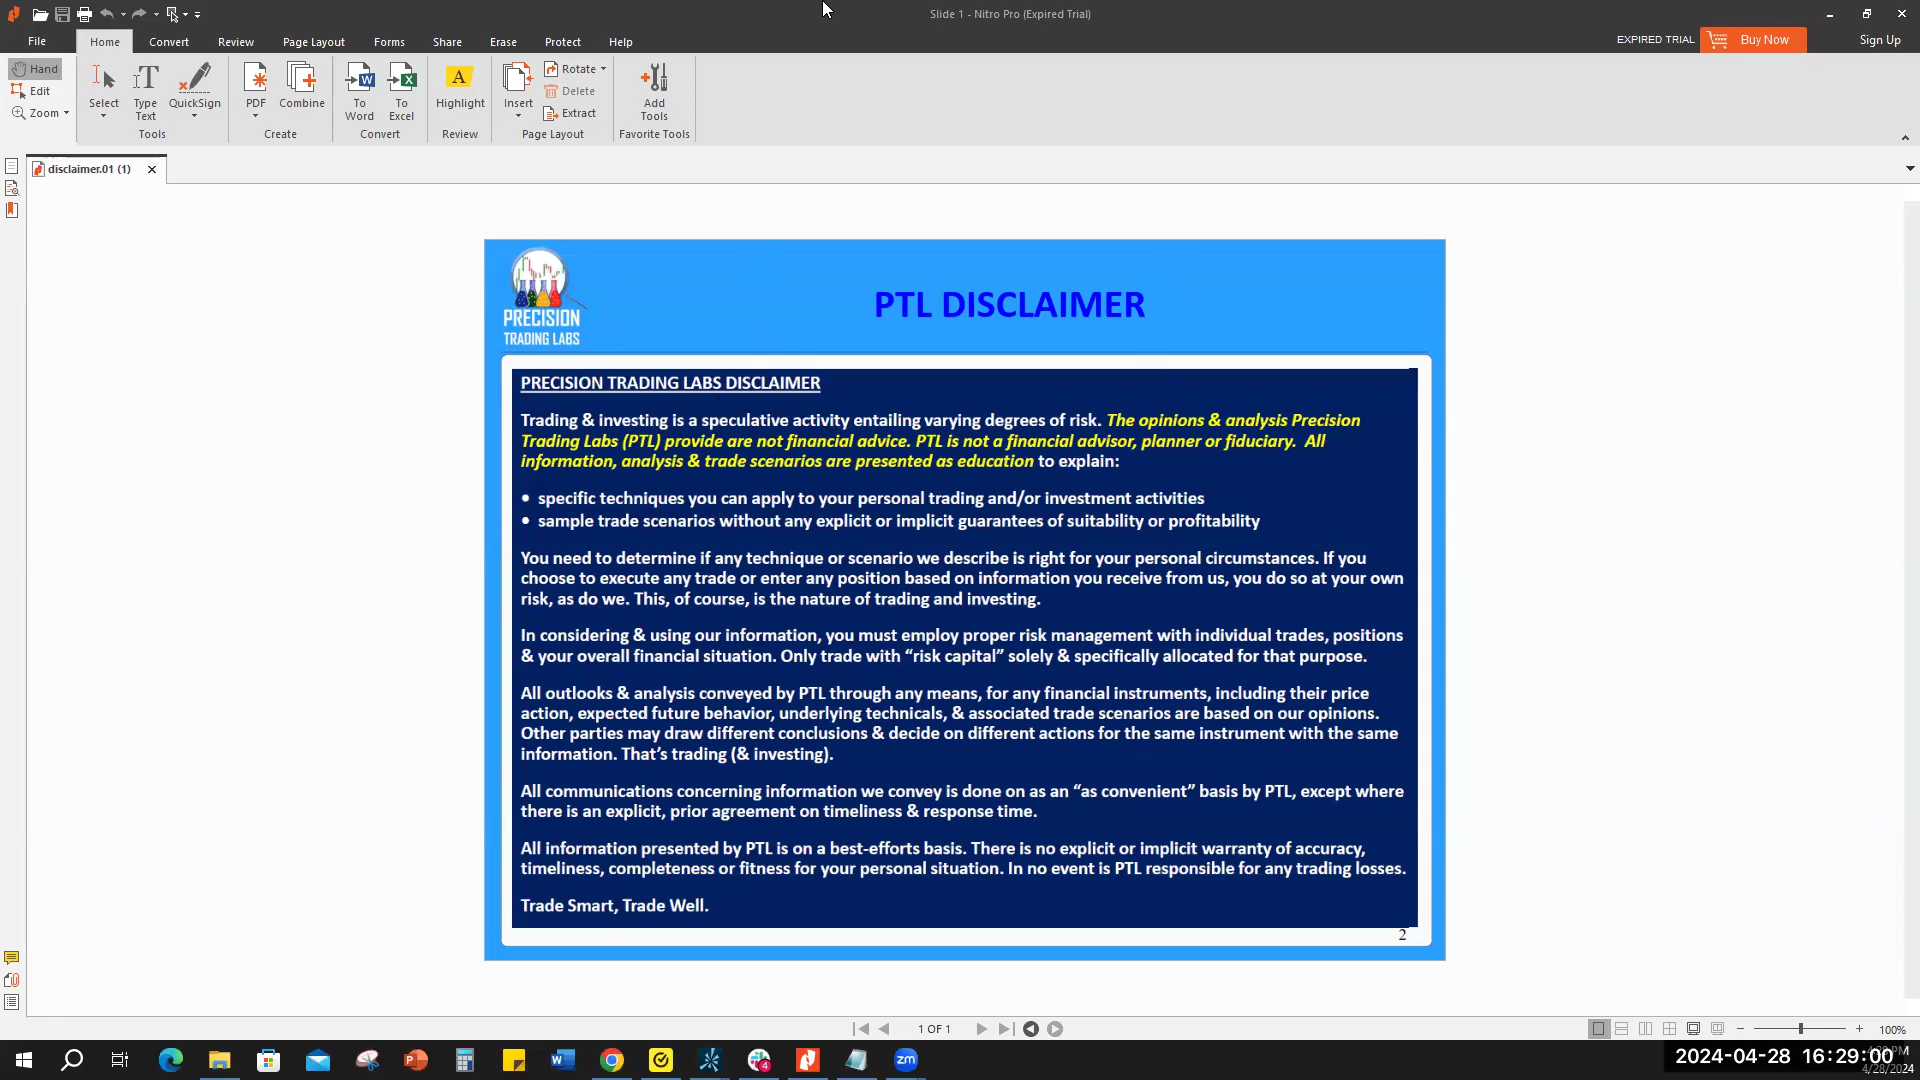 Slide 1 - Nitro Pro (Expired Trial)
File Home Convert Review Page Layout Forms Share Erase Protect Help
EXPIRED TRIAL Buy Now Sign Up
Hand
Edit
Zoom
Select
Type Text
QuickSign
Tools
PDF
Combine
Create
To Word
To Excel
Convert
Highlight
Review
Insert
Rotate
Delete
Extract
Page Layout
Add Tools
Favorite Tools
disclaimer.01 (1)
PRECISION
TRADING LABS
PTL DISCLAIMER
PRECISION TRADING LABS DISCLAIMER
Trading & investing is a speculative activity entailing varying degrees of risk. The opinions & analysis Precision
Trading Labs (PTL) provide are not financial advice. PTL is not a financial advisor, planner or fiduciary. All
information, analysis & trade scenarios are presented as education to explain:
• specific techniques you can apply to your personal trading and/or investment activities
• sample trade scenarios without any explicit or implicit guarantees of suitability or profitability
You need to determine if any technique or scenario we describe is right for your personal circumstances. If you
choose to execute any trade or enter any position based on information you receive from us, you do so at your own
risk, as do we. This, of course, is the nature of trading and investing.
In considering & using our information, you must employ proper risk management with individual trades, positions
& your overall financial situation. Only trade with “risk capital” solely & specifically allocated for that purpose.
All outlooks & analysis conveyed by PTL through any means, for any financial instruments, including their price
action, expected future behavior, underlying technicals, & associated trade scenarios are based on our opinions.
Other parties may draw different conclusions & decide on different actions for the same instrument with the same
information. That’s trading (& investing).
All communications concerning information we convey is done on as an “as convenient” basis by PTL, except where
there is an explicit, prior agreement on timeliness & response time.
All information presented by PTL is on a best-efforts basis. There is no explicit or implicit warranty of accuracy,
timeliness, completeness or fitness for your personal situation. In no event is PTL responsible for any trading losses.
Trade Smart, Trade Well.
2
1 OF 1
100%
2024-04-28 16:29:00
4/28/2024